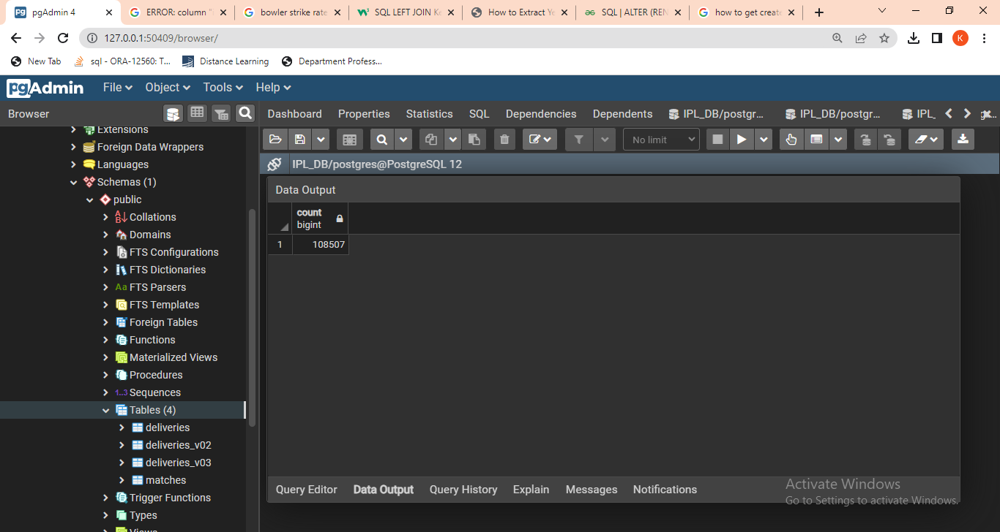 pgAdmin 4
ERROR: column "
bowler strike rate
SQL LEFT JOIN Ke
How to Extract Ye
SQL | ALTER (REN
how to get create
127.0.0.1:50409/browser/
K
New Tab
sql - ORA-12560: T...
Distance Learning
Department Profess...
pgAdmin
File
Object
Tools
Help
Browser
Dashboard
Properties
Statistics
SQL
Dependencies
Dependents
IPL_DB/postgr...
IPL_DB/postgr...
IPL_
No limit
IPL_DB/postgres@PostgreSQL 12
Extensions
Foreign Data Wrappers
Languages
Schemas (1)
public
Collations
Domains
FTS Configurations
FTS Dictionaries
Aa FTS Parsers
FTS Templates
Foreign Tables
Functions
Materialized Views
Procedures
1..3 Sequences
Tables (4)
deliveries
deliveries_v02
deliveries_v03
matches
Trigger Functions
Types
Views
Data Output
count
bigint
1 108507
Query Editor
Data Output
Query History
Explain
Messages
Notifications
Activate Windows
Go to Settings to activate Windows.